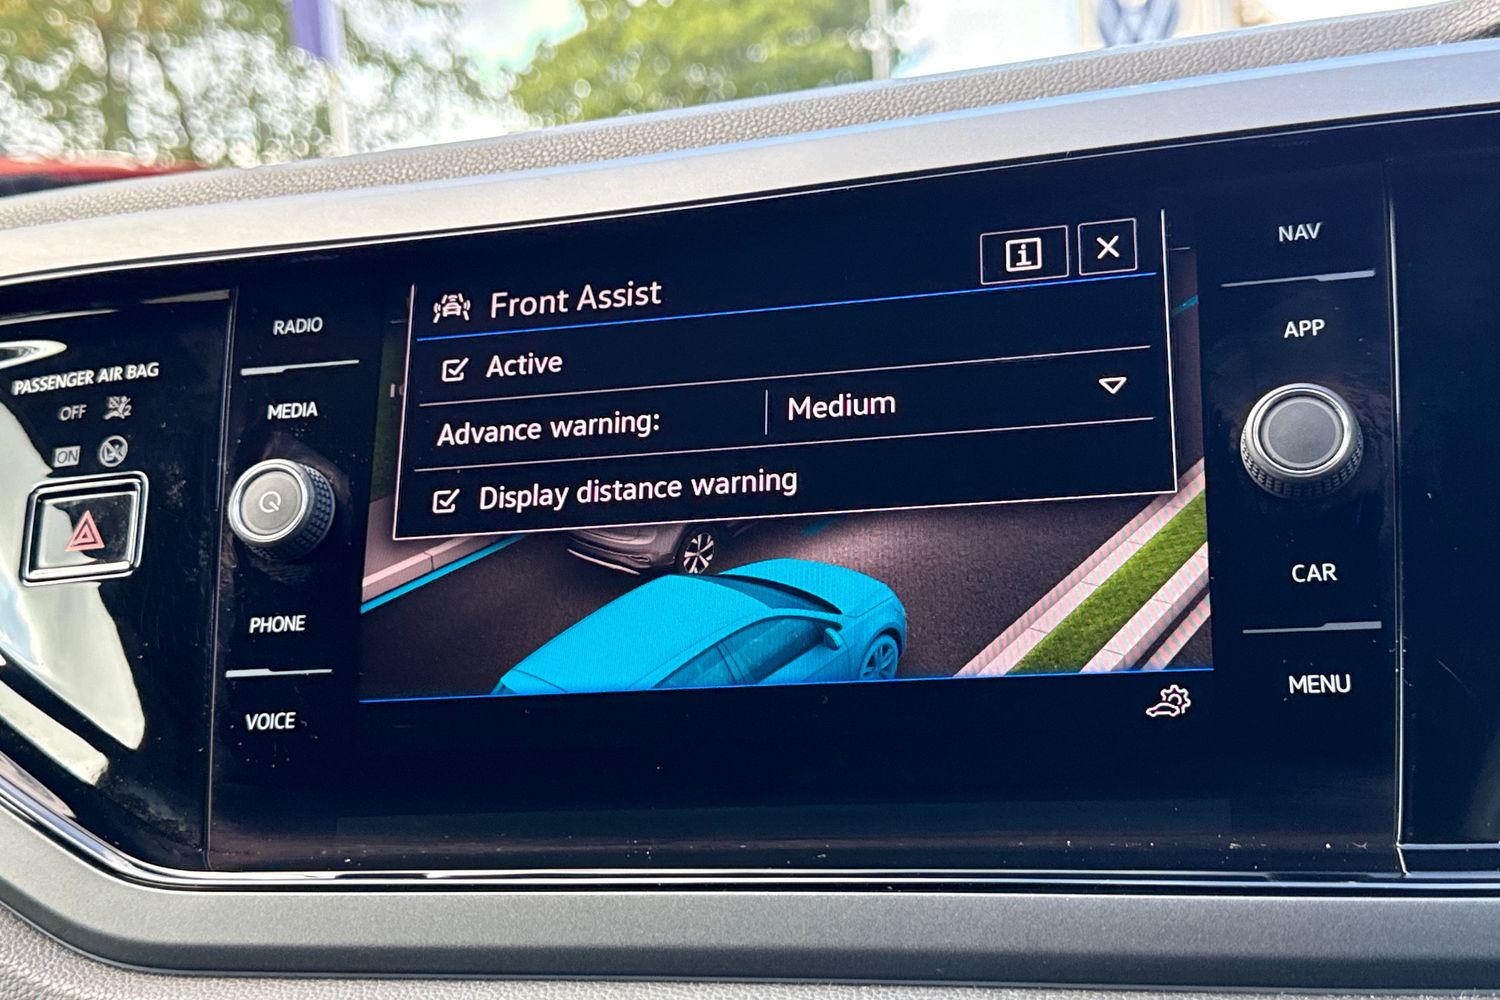 PASSENGER AIR BAG
OFF
ON
RADIO
MEDIA
PHONE
VOICE
Front Assist
Active
Advance warning: Medium
Display distance warning
NAV
APP
CAR
MENU